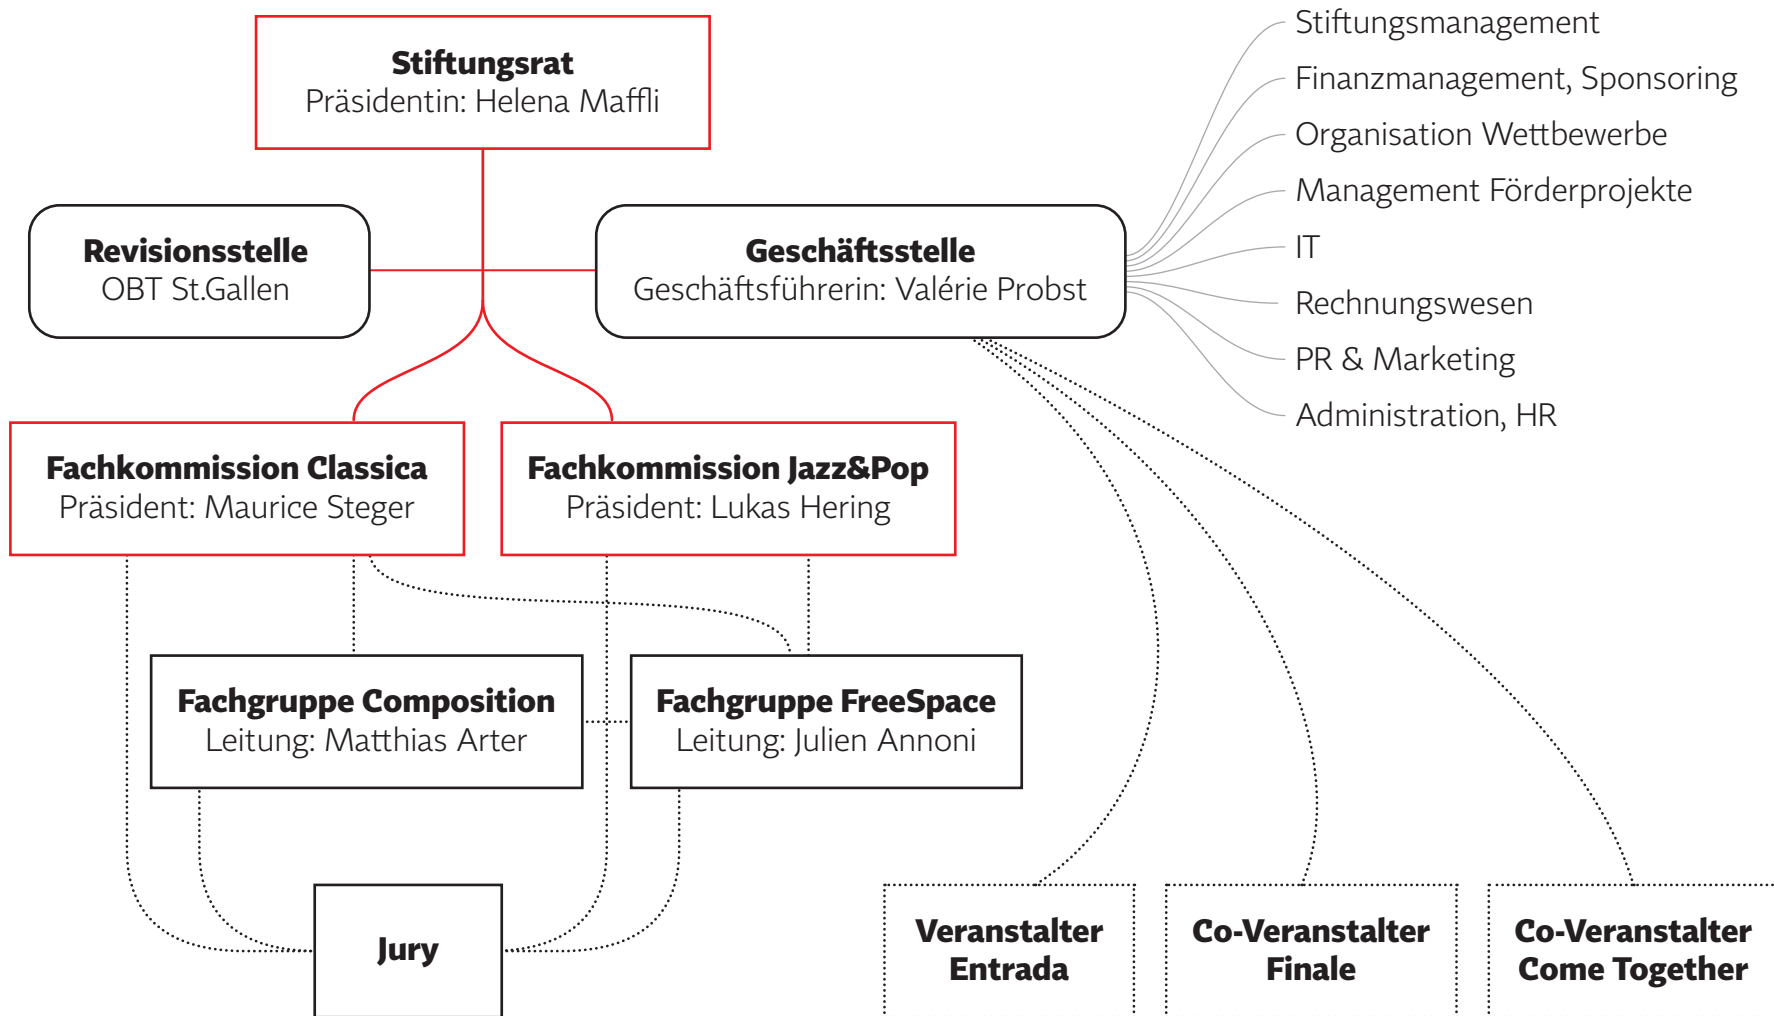 Stiftungsrat
Präsidentin: Helena Maffli
Stiftungsmanagement
Finanzmanagement, Sponsoring
Organisation Wettbewerbe
Management Förderprojekte
IT
Rechnungswesen
PR & Marketing
Administration, HR
Revisionsstelle
OBT St.Gallen
Geschäftsstelle
Geschäftsführerin: Valérie Probst
Fachkommission Classica
Präsident: Maurice Steger
Fachkommission Jazz&Pop
Präsident: Lukas Hering
Fachgruppe Composition
Leitung: Matthias Arter
Fachgruppe FreeSpace
Leitung: Julien Annoni
Jury
Veranstalter
Entrada
Co-Veranstalter
Finale
Co-Veranstalter
Come Together